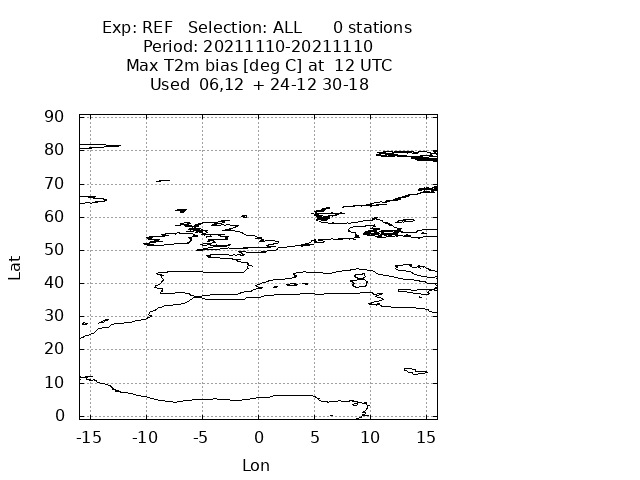 Exp: REF   Selection: ALL      0 stations
Period: 20211110-20211110
Max T2m bias [deg C] at  12 UTC
Used  06,12  + 24-12 30-18
90
80
70
60
50
40
30
20
10
0
Lat
-15 -10 -5 0 5 10 15
Lon